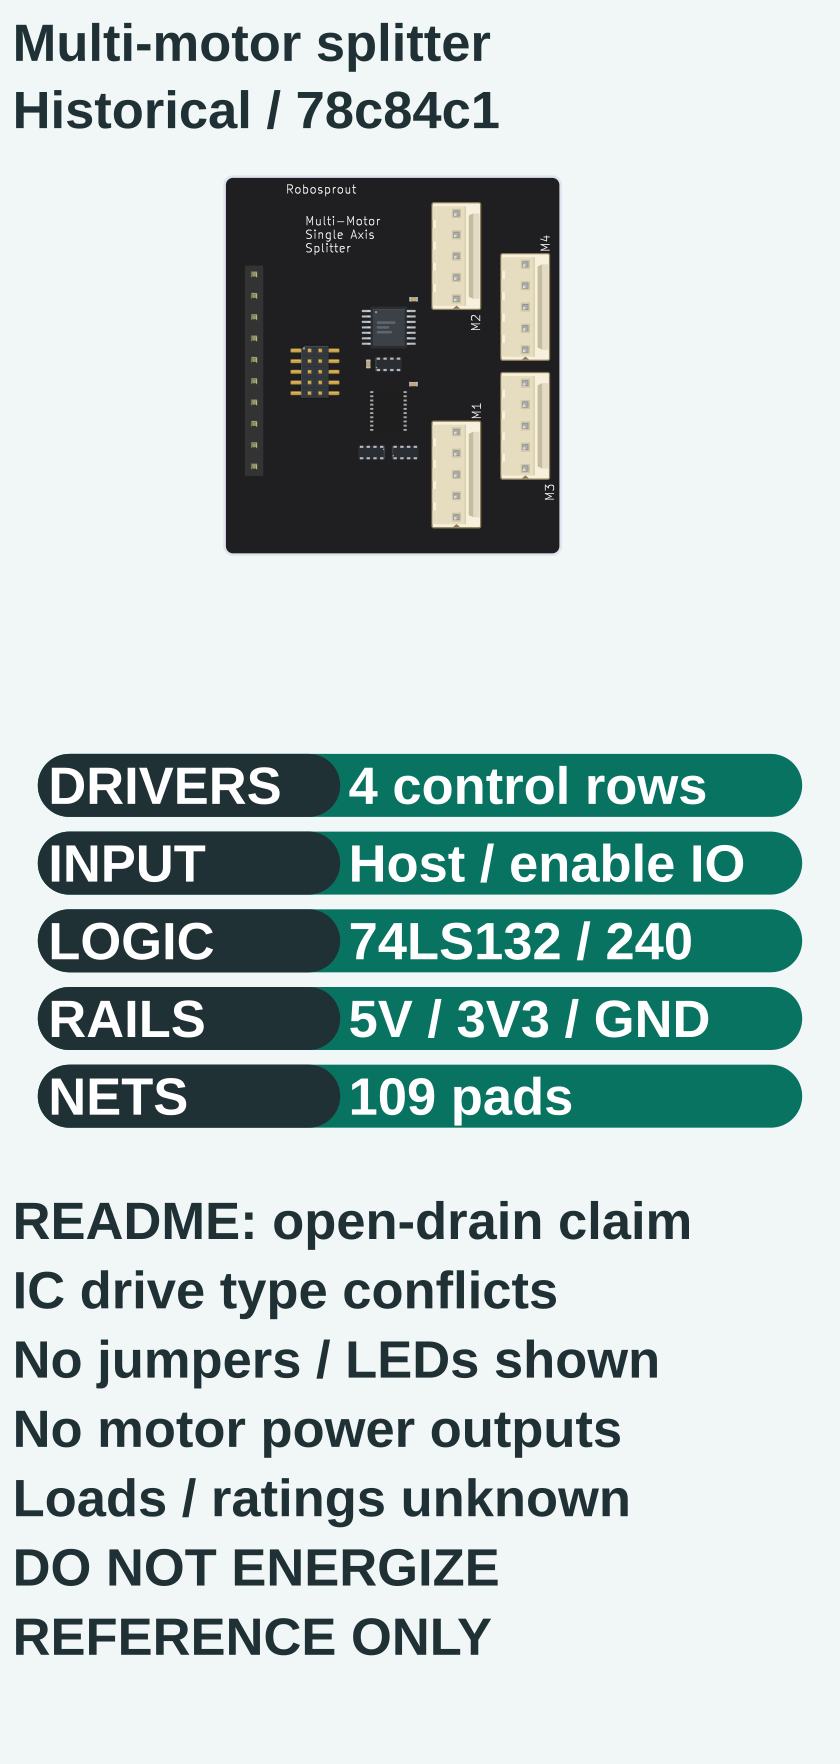 Multi-motor splitter
Historical / 78c84c1
Robosprout
Multi-Motor
Single Axis
Splitter
M4
M2
M1
M3
DRIVERS 4 control rows
INPUT Host / enable IO
LOGIC 74LS132 / 240
RAILS 5V / 3V3 / GND
NETS 109 pads
README: open-drain claim
IC drive type conflicts
No jumpers / LEDs shown
No motor power outputs
Loads / ratings unknown
DO NOT ENERGIZE
REFERENCE ONLY